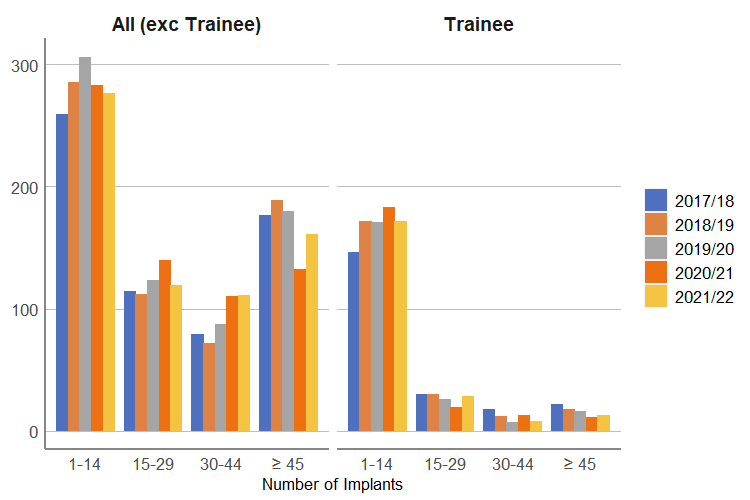 All (exc Trainee)
Trainee
300
200
100
0
1-14 15-29 30-44 ≥ 45
1-14 15-29 30-44 ≥ 45
Number of Implants
2017/18
2018/19
2019/20
2020/21
2021/22